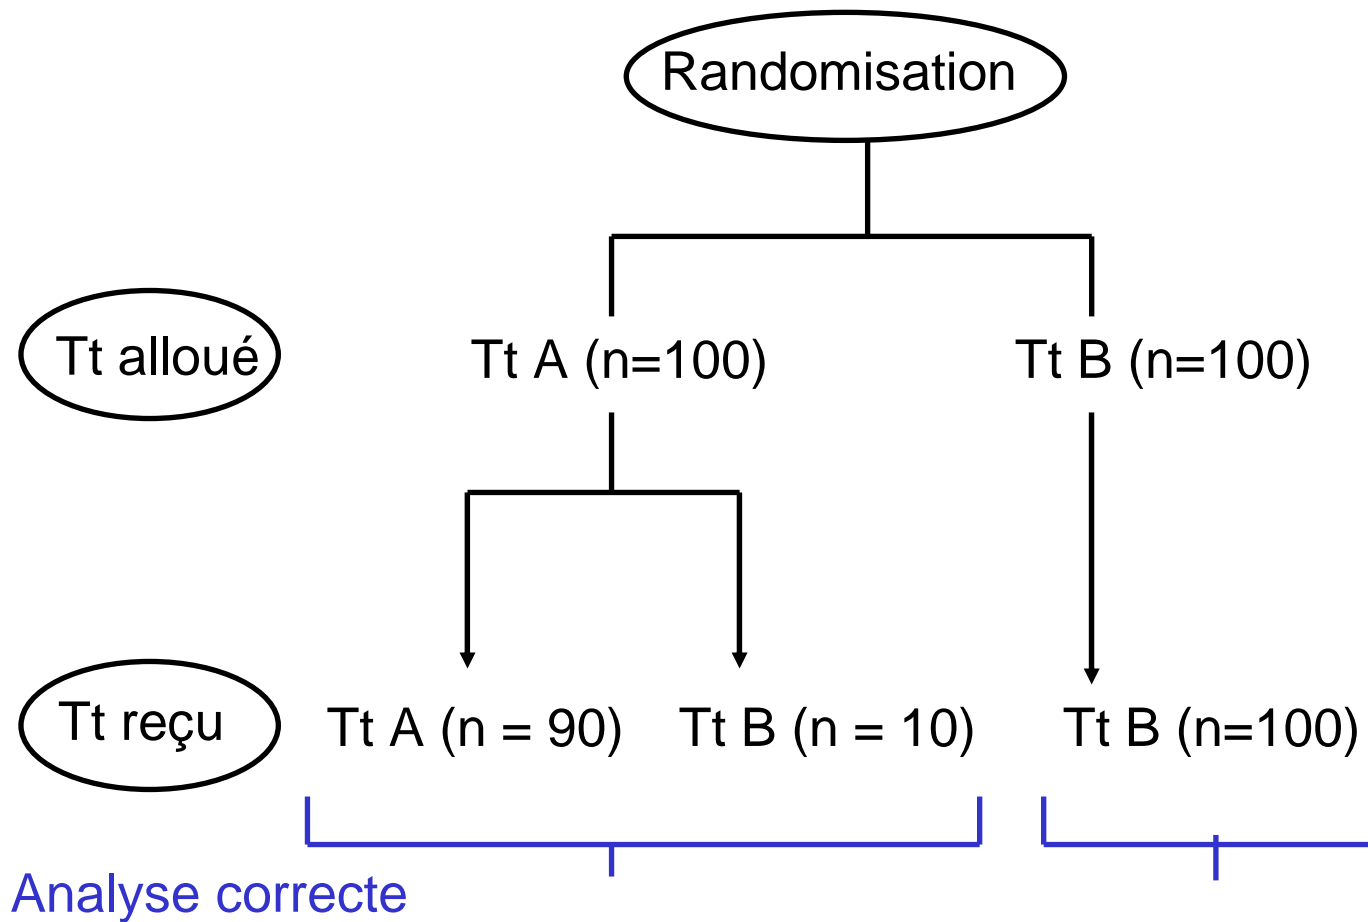 Randomisation
Tt alloué
Tt A (n=100)
Tt B (n=100)
Tt reçu
Tt A (n = 90)
Tt B (n = 10)
Tt B (n=100)
Analyse correcte